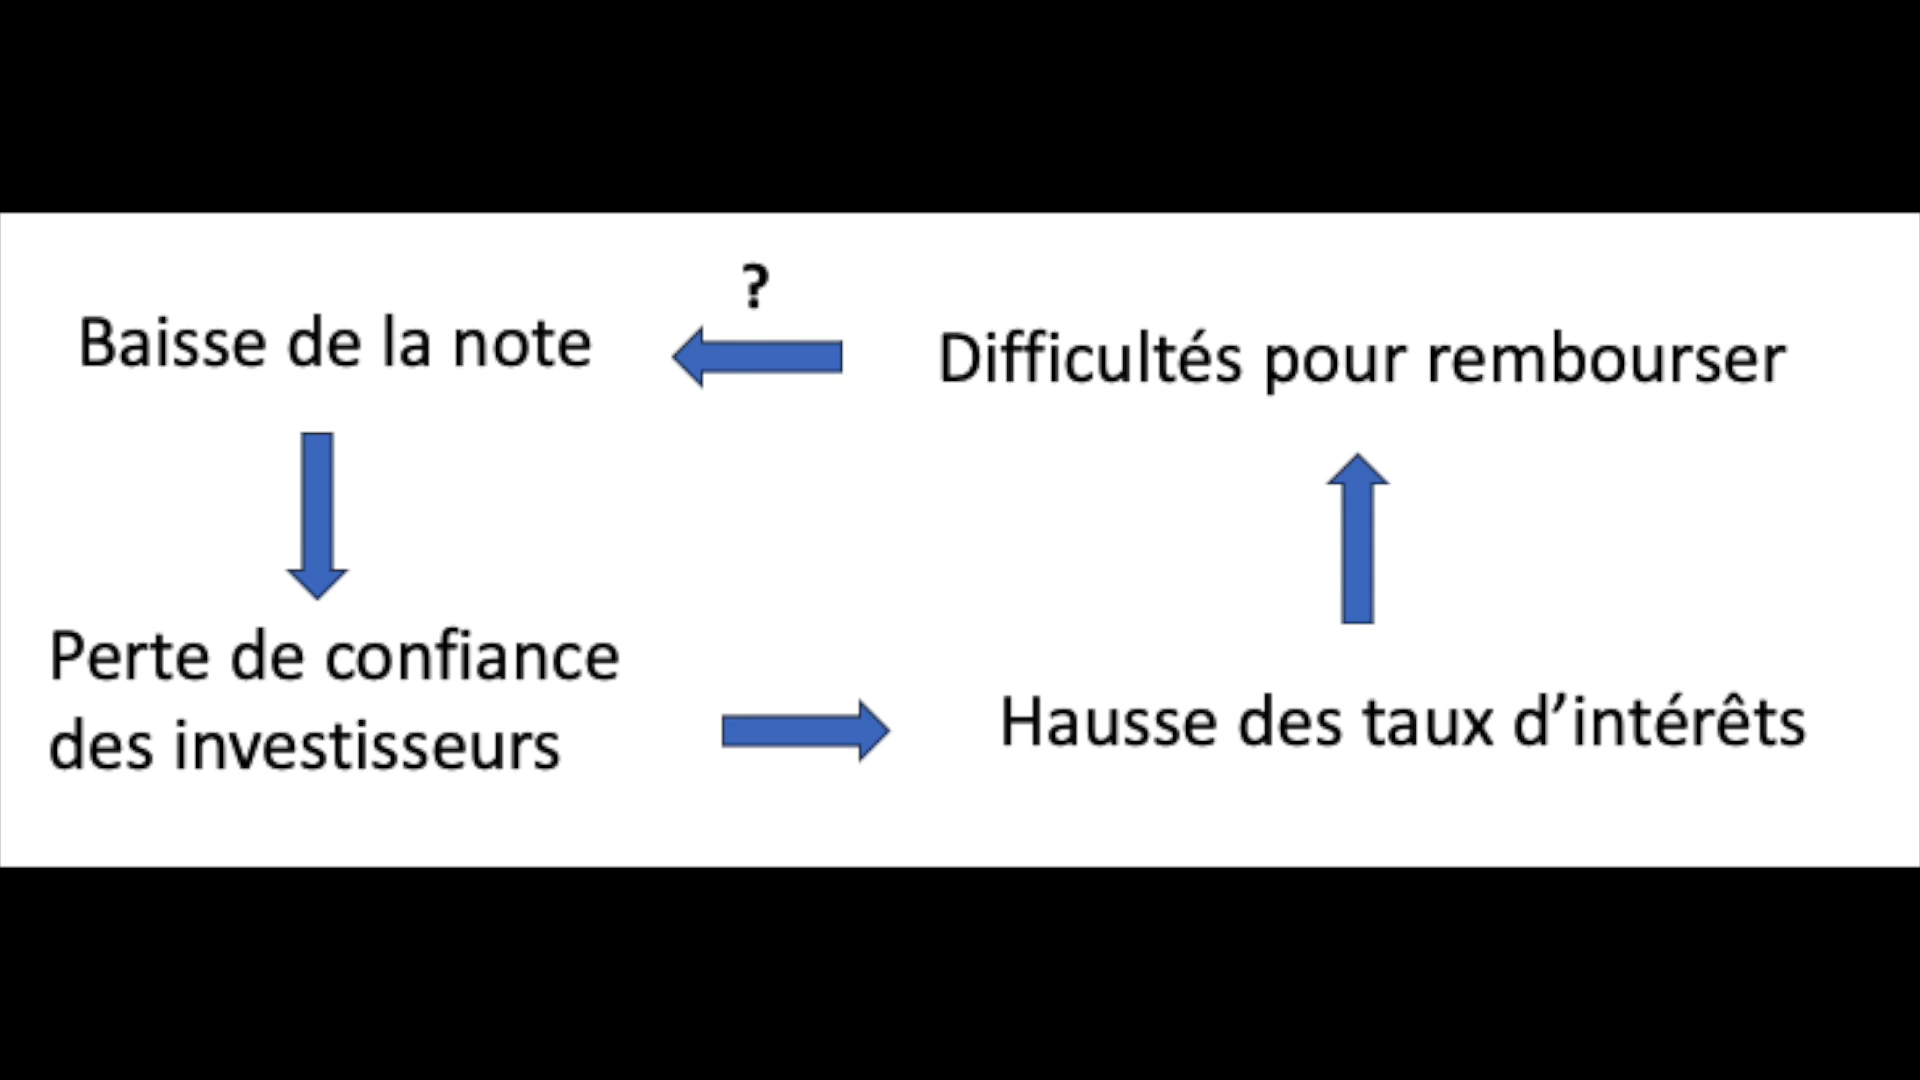 ?
Baisse de la note
Difficultés pour rembourser
Perte de confiance
des investisseurs
Hausse des taux d’intérêts